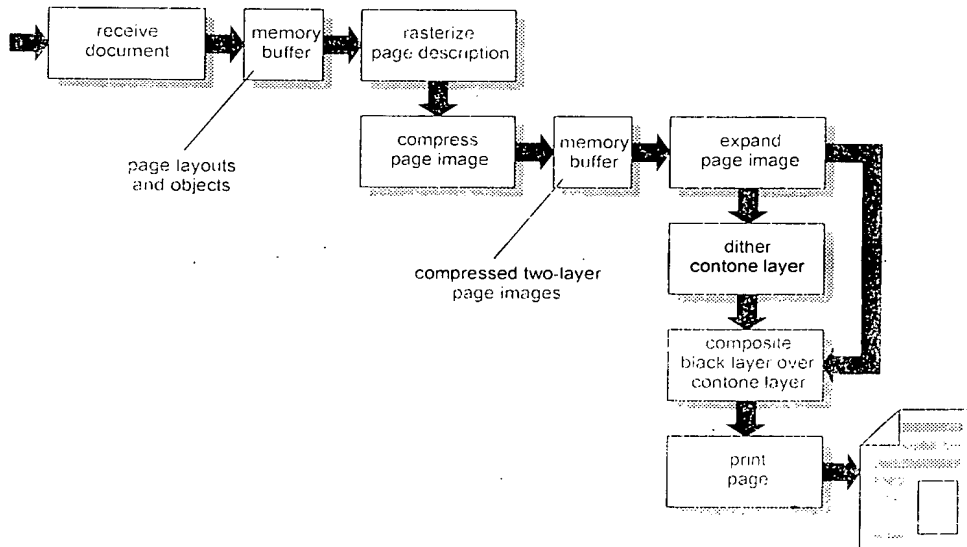 receive
document
memory
buffer
rasterize
page description
page layouts
and objects
compress
page image
memory
buffer
expand
page image
compressed two-layer
page images
dither
contone layer
composite
black layer over
contone layer
print
page